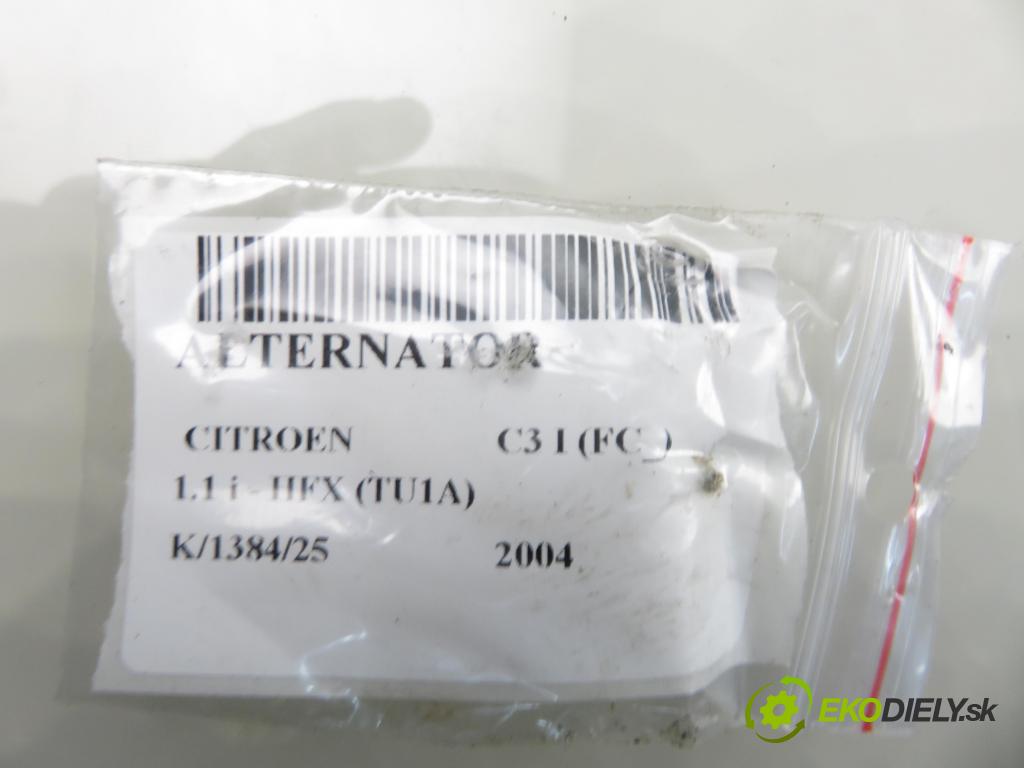 ALTERNATOR
CITROEN C3 I (FC_)
1.1 i - HFX (TU1A)
K/1384/25 2004
EKODIELY.sk